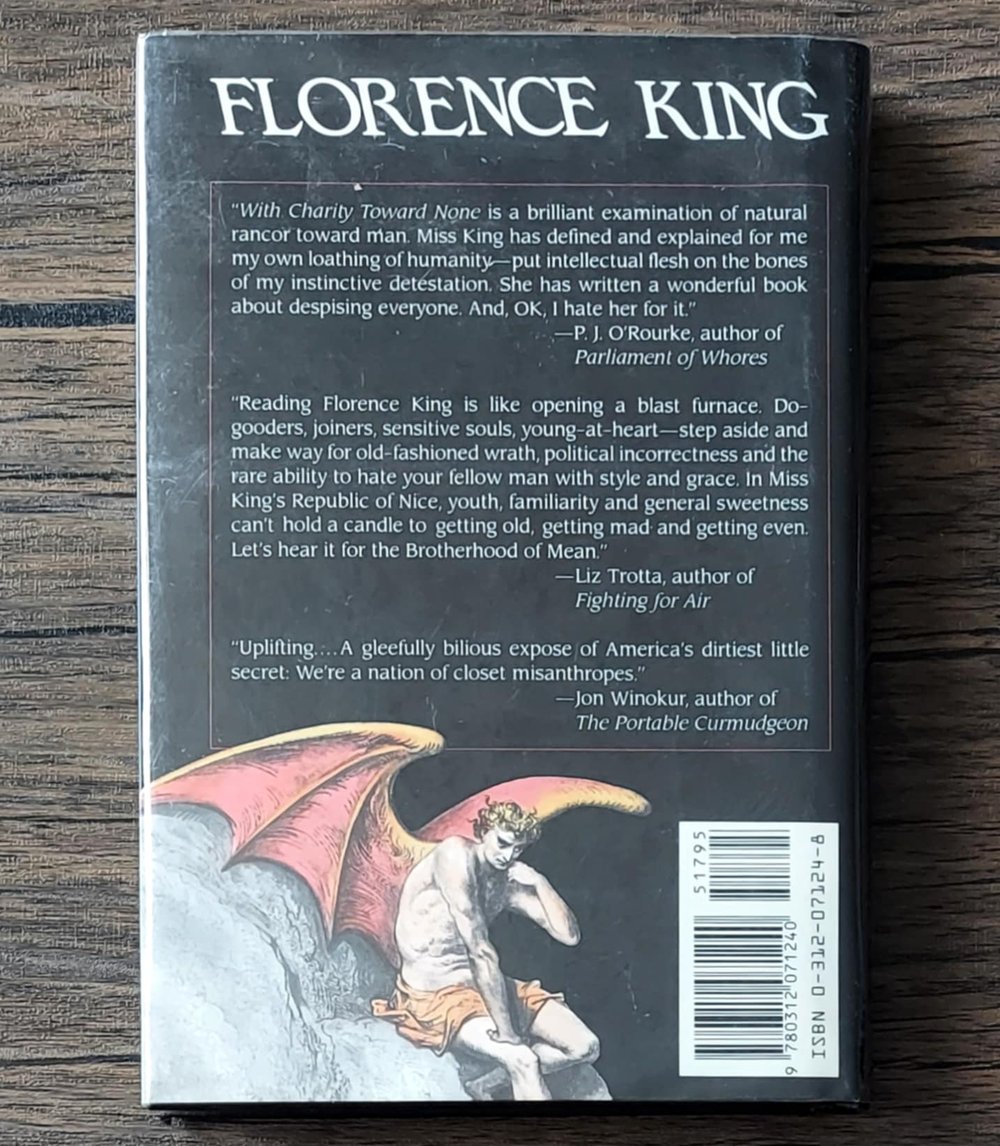 FLORENCE KING
“With Charity Toward None is a brilliant examination of natural
rancor toward man. Miss King has defined and explained for me
my own loathing of humanity—put intellectual flesh on the bones
of my instinctive detestation. She has written a wonderful book
about despising everyone. And, OK, I hate her for it.”
—P. J. O’Rourke, author of
Parliament of Whores
“Reading Florence King is like opening a blast furnace. Do-
gooders, joiners, sensitive souls, young-at-heart—step aside and
make way for old-fashioned wrath, political incorrectness and the
rare ability to hate your fellow man with style and grace. In Miss
King’s Republic of Nice, youth, familiarity and general sweetness
can’t hold a candle to getting old, getting mad and getting even.
Let’s hear it for the Brotherhood of Mean.”
—Liz Trotta, author of
Fighting for Air
“Uplifting....A gleefully bilious expose of America’s dirtiest little
secret: We’re a nation of closet misanthropes.”
—Jon Winokur, author of
The Portable Curmudgeon
51795
9 780312 071240
ISBN 0-312-07124-8